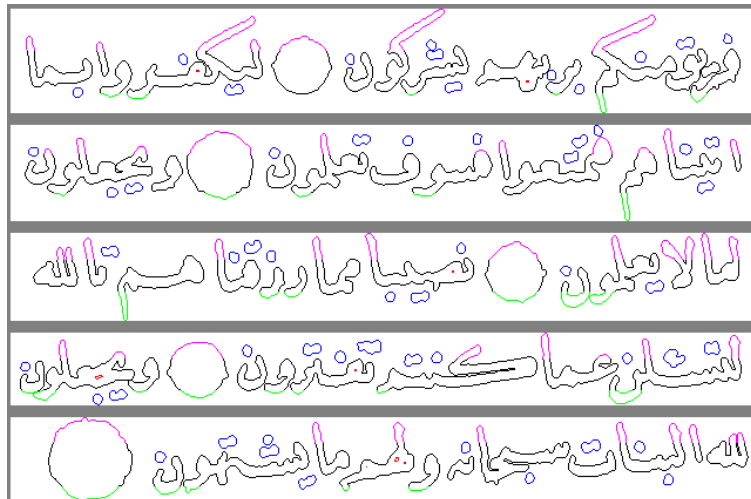 فريق منكم بربهم يشركون ليكفروا بما
اتيناهم فتمتعوا فسوف تعلمون ويجعلون
لما لا يعلمون نصيبا مما رزقناهم تالله
لتسئلن عما كنتم تفترون ويجعلون
لله البنات سبحانه ولهم ما يشتهون